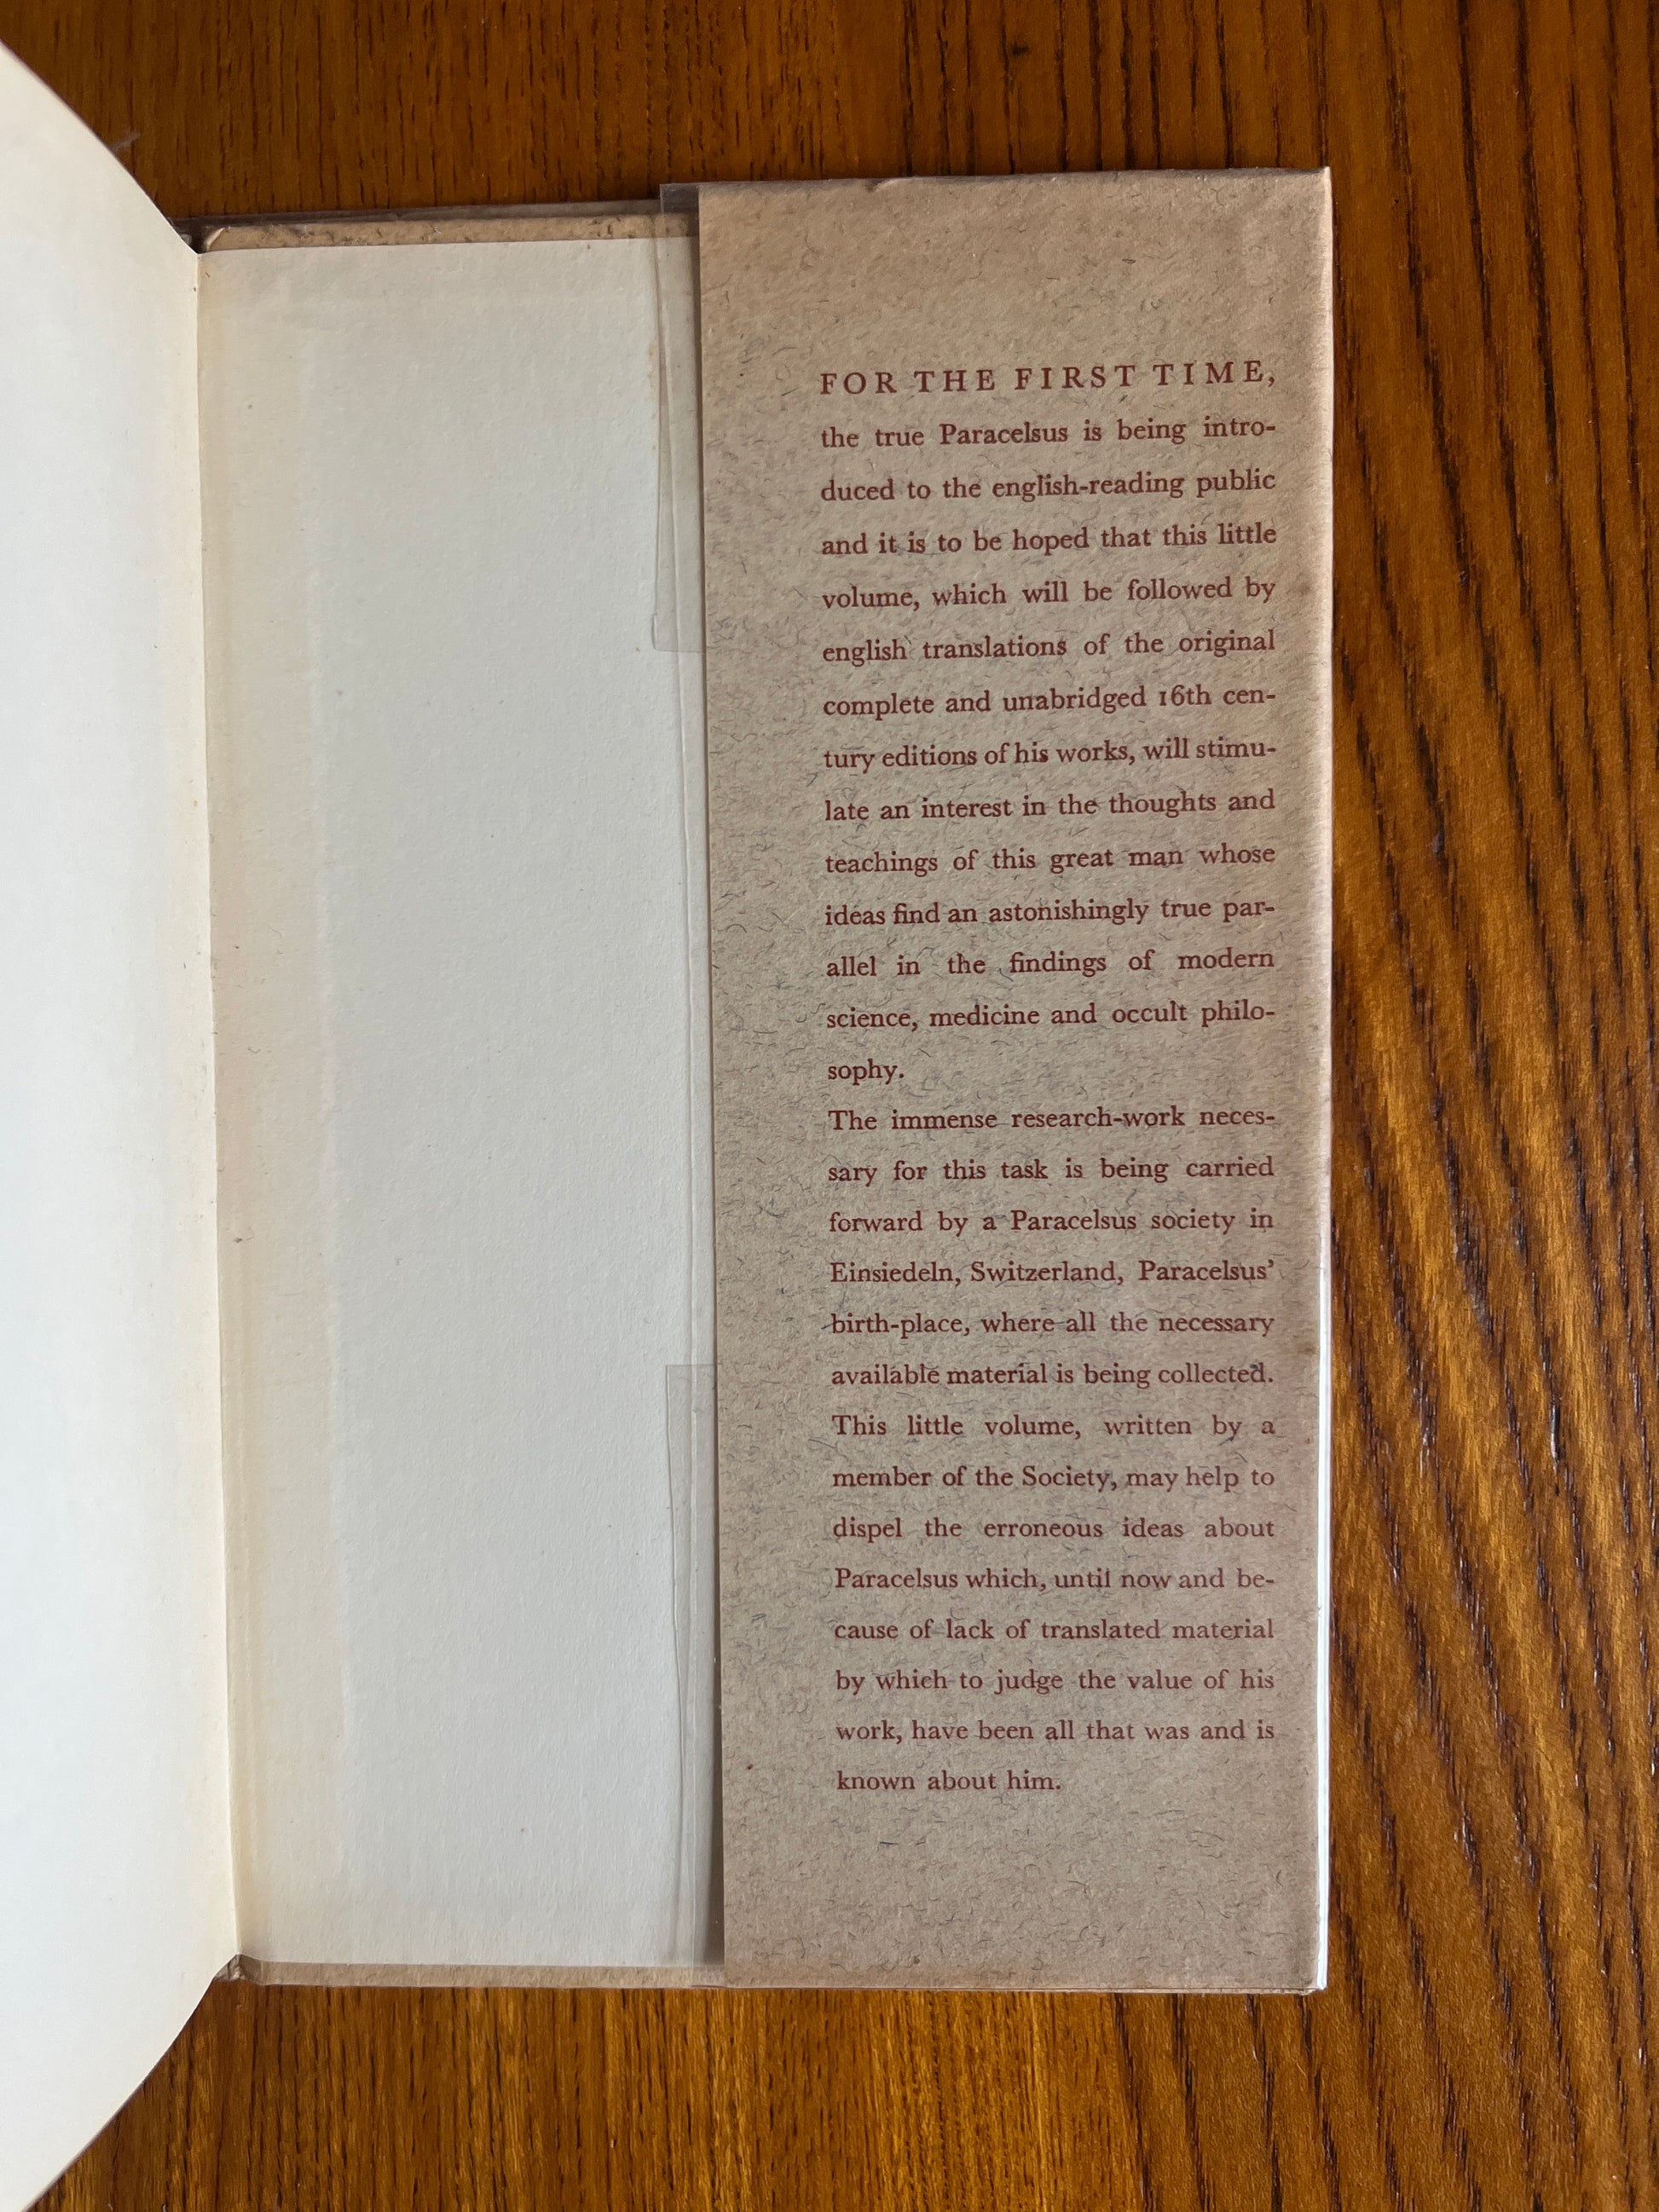 FOR THE FIRST TIME,
the true Paracelsus is being intro-
duced to the english-reading public
and it is to be hoped that this little
volume, which will be followed by
english translations of the original
complete and unabridged 16th cen-
tury editions of his works, will stimu-
late an interest in the thoughts and
teachings of this great man whose
ideas find an astonishingly true par-
allel in the findings of modern
science, medicine and occult philo-
sophy.
The immense research-work neces-
sary for this task is being carried
forward by a Paracelsus society in
Einsiedeln, Switzerland, Paracelsus’
birth-place, where all the necessary
available material is being collected.
This little volume, written by a
member of the Society, may help to
dispel the erroneous ideas about
Paracelsus which, until now and be-
cause of lack of translated material
by which to judge the value of his
work, have been all that was and is
known about him.